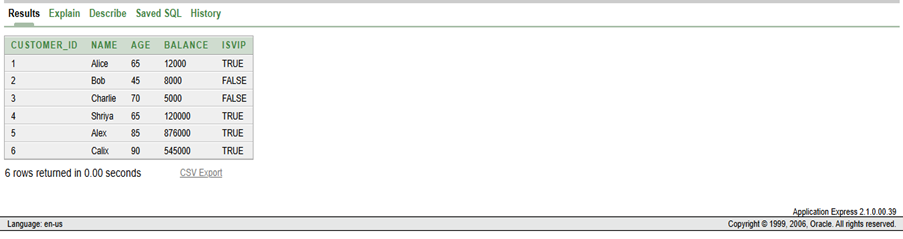 Results Explain Describe Saved SQL History
CUSTOMER_ID NAME AGE BALANCE ISVIP
1 Alice 65 12000 TRUE
2 Bob 45 8000 FALSE
3 Charlie 70 5000 FALSE
4 Shriya 65 120000 TRUE
5 Alex 85 876000 TRUE
6 Calix 90 545000 TRUE
6 rows returned in 0.00 seconds CSV Export
Application Express 2.1.0.00.39
Language: en-us Copyright © 1999, 2006, Oracle. All rights reserved.